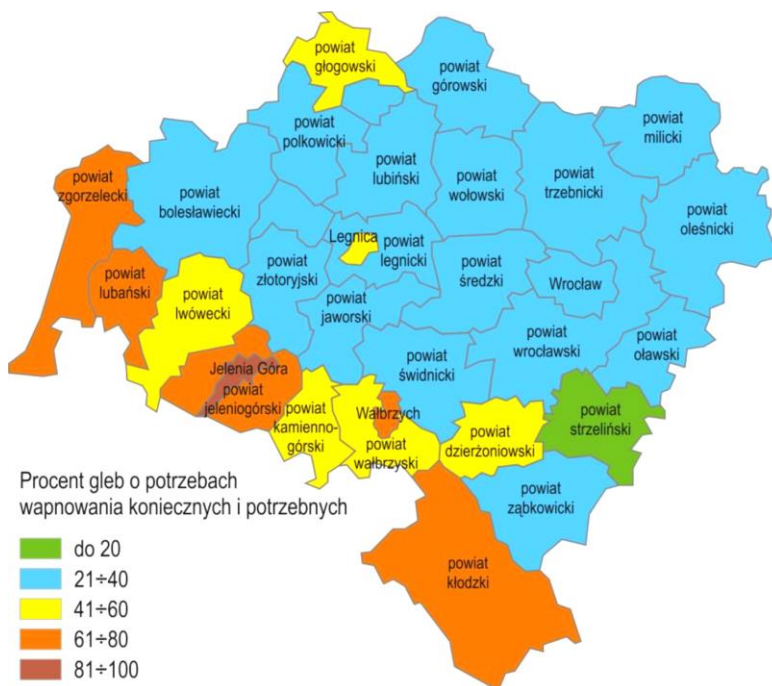 powiat
głogowski
powiat
górowski
powiat
milicki
powiat
polkowicki
powiat
lubiński
powiat
wołowski
powiat
trzebnicki
powiat
zgorzelecki
powiat
bolesławiecki
powiat
oleśnicki
Legnica
powiat
legnicki
powiat
złotoryjski
powiat
średzki
Wrocław
powiat
lubański
powiat
lwówecki
powiat
jaworski
powiat
wrocławski
powiat
oławski
Jelenia Góra
powiat
jeleniogórski
powiat
świdnicki
powiat
kamienno-
górski
Wałbrzych
powiat
wałbrzyski
powiat
dzierżoniowski
powiat
strzeliński
powiat
ząbkowicki
powiat
kłodzki
Procent gleb o potrzebach
wapnowania koniecznych i potrzebnych
do 20
21÷40
41÷60
61÷80
81÷100